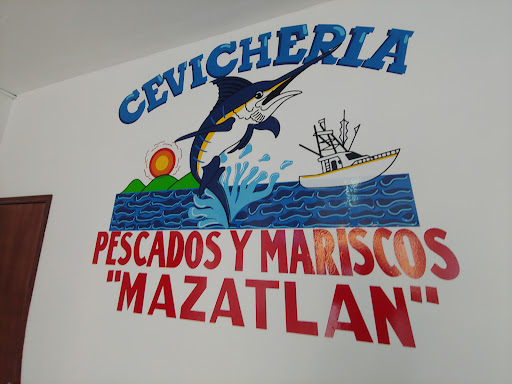 CEVICHERIA
PESCADOS Y MARISCOS
"MAZATLAN"